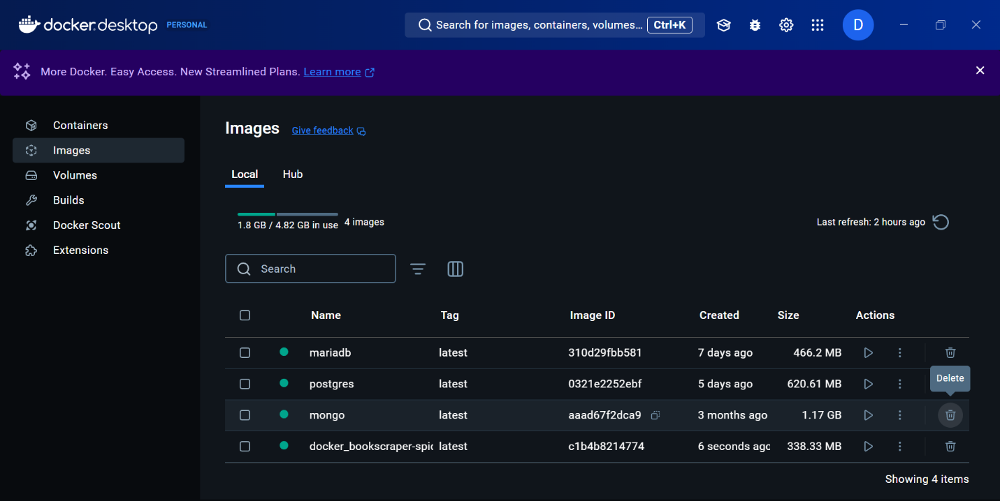 docker.desktop PERSONAL
Search for images, containers, volumes... Ctrl+K
D
More Docker. Easy Access. New Streamlined Plans. Learn more
Containers
Images
Volumes
Builds
Docker Scout
Extensions
Images Give feedback
Local Hub
1.8 GB / 4.82 GB in use 4 images
Last refresh: 2 hours ago
Search
Name Tag Image ID Created Size Actions
mariadb latest 310d29fbb581 7 days ago 466.2 MB
postgres latest 0321e2252ebf 5 days ago 620.61 MB
Delete
mongo latest aaad67f2dca9 3 months ago 1.17 GB
docker_bookscraper-spic latest c1b4b8214774 6 seconds agc 338.33 MB
Showing 4 items